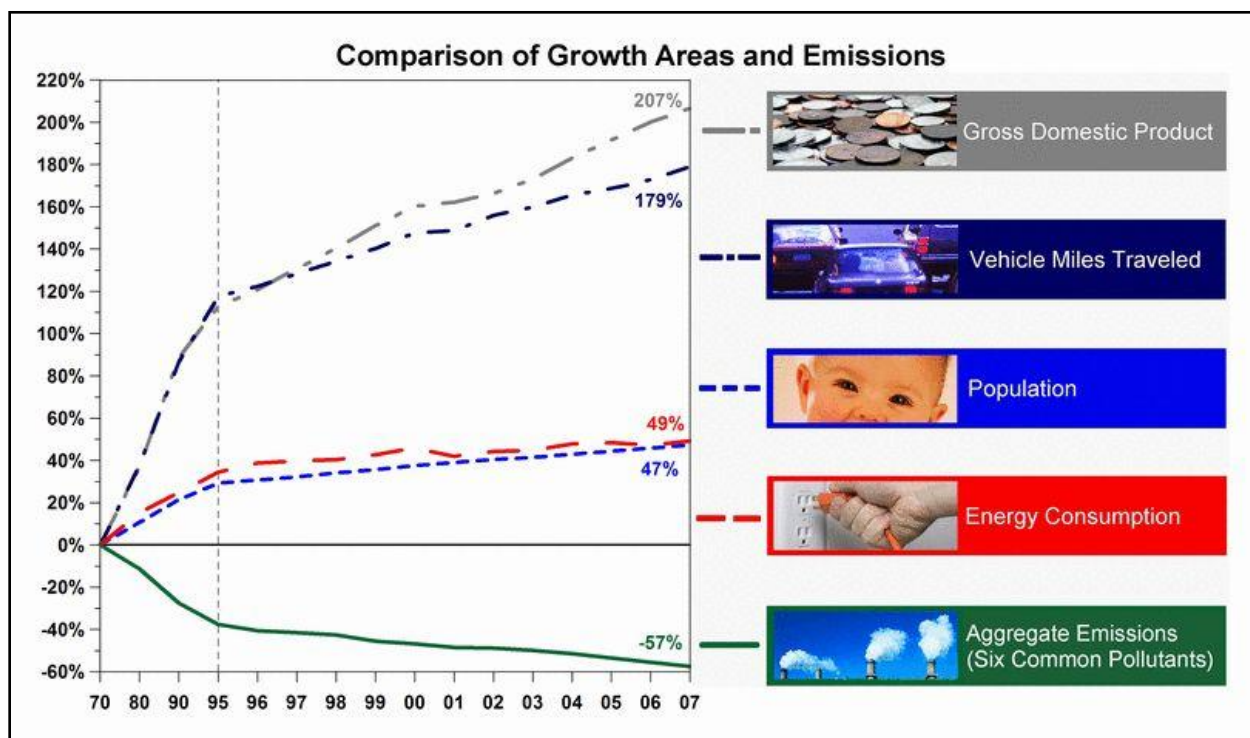 Comparison of Growth Areas and Emissions
220%
200%
180%
160%
140%
120%
100%
80%
60%
40%
20%
0%
-20%
-40%
-60%
207%
179%
49%
47%
-57%
70 80 90 95 96 97 98 99 00 01 02 03 04 05 06 07
Gross Domestic Product
Vehicle Miles Traveled
Population
Energy Consumption
Aggregate Emissions
(Six Common Pollutants)